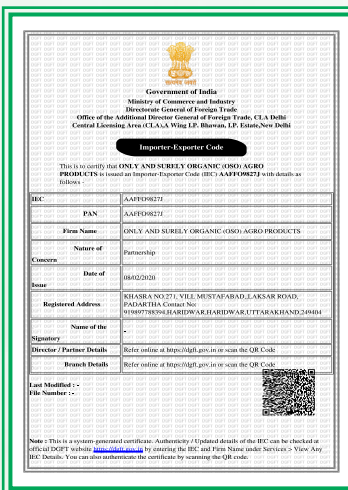 सत्यमेव जयते
Government of India
Ministry of Commerce and Industry
Directorate General of Foreign Trade
Office of the Additional Director General of Foreign Trade, CLA Delhi
Central Licensing Area (CLA),A Wing I.P. Bhawan, I.P. Estate,New Delhi
Importer-Exporter Code
This is to certify that ONLY AND SURELY ORGANIC (OSO) AGRO
PRODUCTS is issued an Importer-Exporter Code (IEC) AAFFO9827J with details as
follows -
IEC AAFFO9827J
PAN AAFFO9827J
Firm Name ONLY AND SURELY ORGANIC (OSO) AGRO PRODUCTS
Nature of
Concern Partnership
Date of
Issue 08/02/2020
Registered Address KHASRA NO.271, VILL MUSTAFABAD,,LAKSAR ROAD,
PADARTHA Contact No:
919897788394,HARIDWAR,HARIDWAR,UTTARAKHAND,249404
Name of the
Signatory -
Director / Partner Details Refer online at https://dgft.gov.in or scan the QR Code
Branch Details Refer online at https://dgft.gov.in or scan the QR Code
Last Modified : -
File Number : -
Note : This is a system-generated certificate. Authenticity / Updated details of the IEC can be checked at
official DGFT website https://dgft.gov.in by entering the IEC and Firm Name under Services > View Any
IEC Details. You can also authenticate the certificate by scanning the QR code.